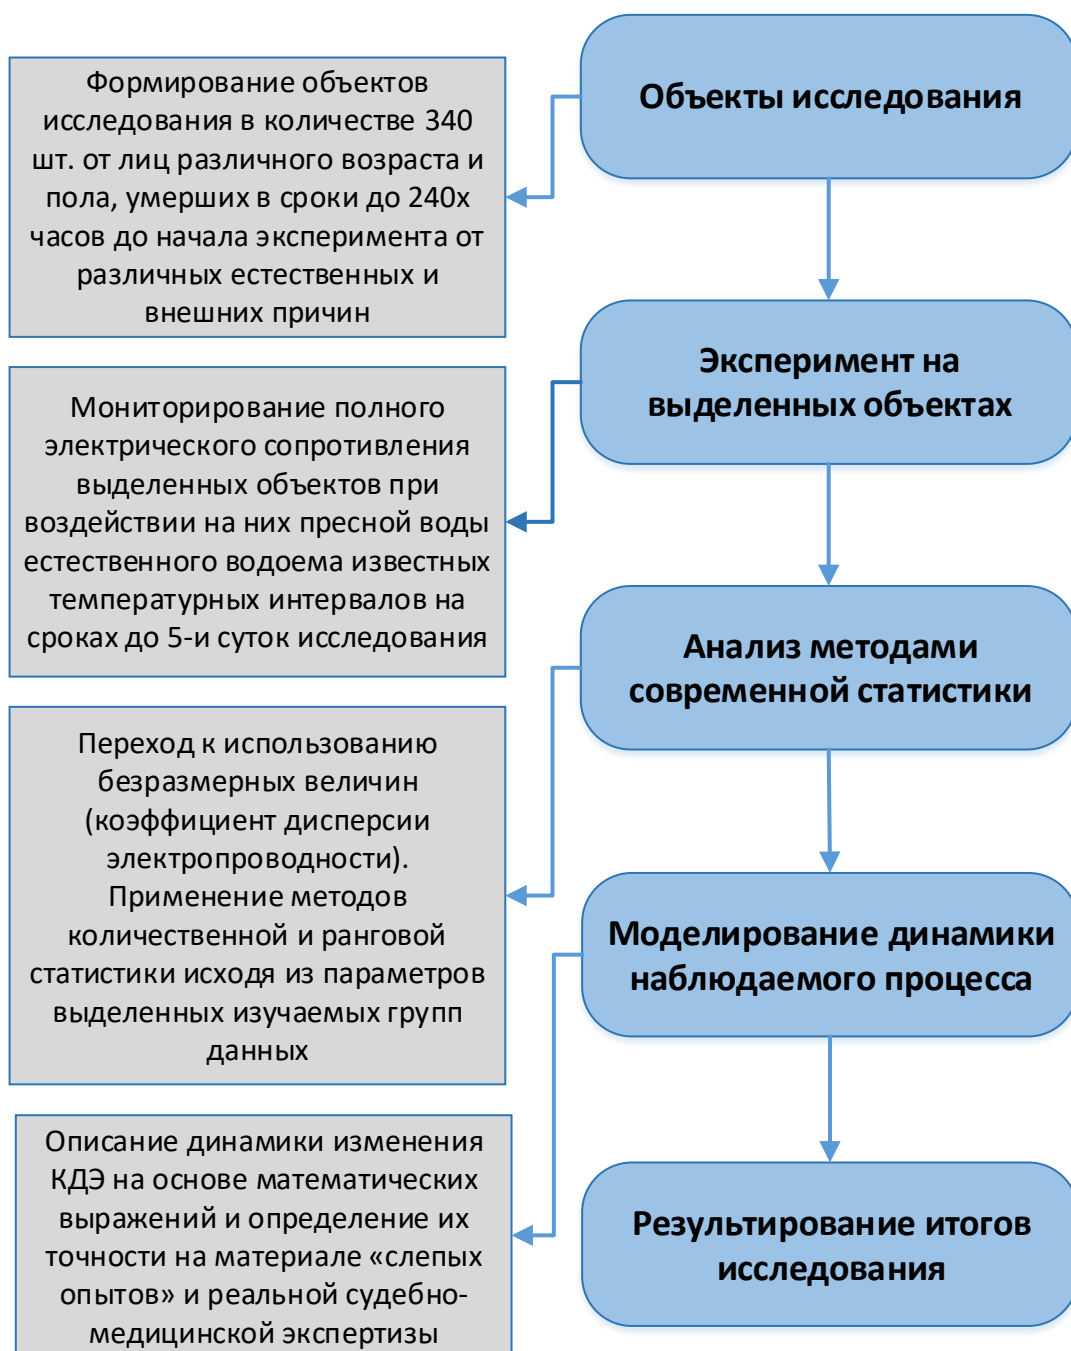 Объекты исследования
Формирование объектов
исследования в количестве 340
шт. от лиц различного возраста и
пола, умерших в сроки до 240х
часов до начала эксперимента от
различных естественных и
внешних причин
Эксперимент на
выделенных объектах
Мониторирование полного
электрического сопротивления
выделенных объектов при
воздействии на них пресной воды
естественного водоема известных
температурных интервалов на
сроках до 5-и суток исследования
Анализ методами
современной статистики
Переход к использованию
безразмерных величин
(коэффициент дисперсии
электропроводности).
Применение методов
количественной и ранговой
статистики исходя из параметров
выделенных изучаемых групп
данных
Моделирование динамики
наблюдаемого процесса
Описание динамики изменения
КДЭ на основе математических
выражений и определение их
точности на материале «слепых
опытов» и реальной судебно-
медицинской экспертизы
Результирование итогов
исследования